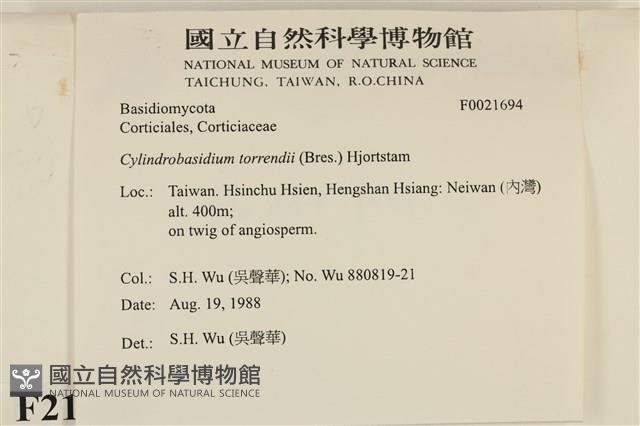 國立自然科學博物館
NATIONAL MUSEUM OF NATURAL SCIENCE
TAICHUNG, TAIWAN, R.O.CHINA
Basidiomycota F0021694
Corticiales, Corticiaceae
Cylindrobasidium torrendii (Bres.) Hjortstam
Loc.: Taiwan. Hsinchu Hsien, Hengshan Hsiang: Neiwan (內灣)
alt. 400m;
on twig of angiosperm.
Col.: S.H. Wu (吳聲華); No. Wu 880819-21
Date: Aug. 19, 1988
Det.: S.H. Wu (吳聲華)
國立自然科學博物館
NATIONAL MUSEUM OF NATURAL SCIENCE
F21